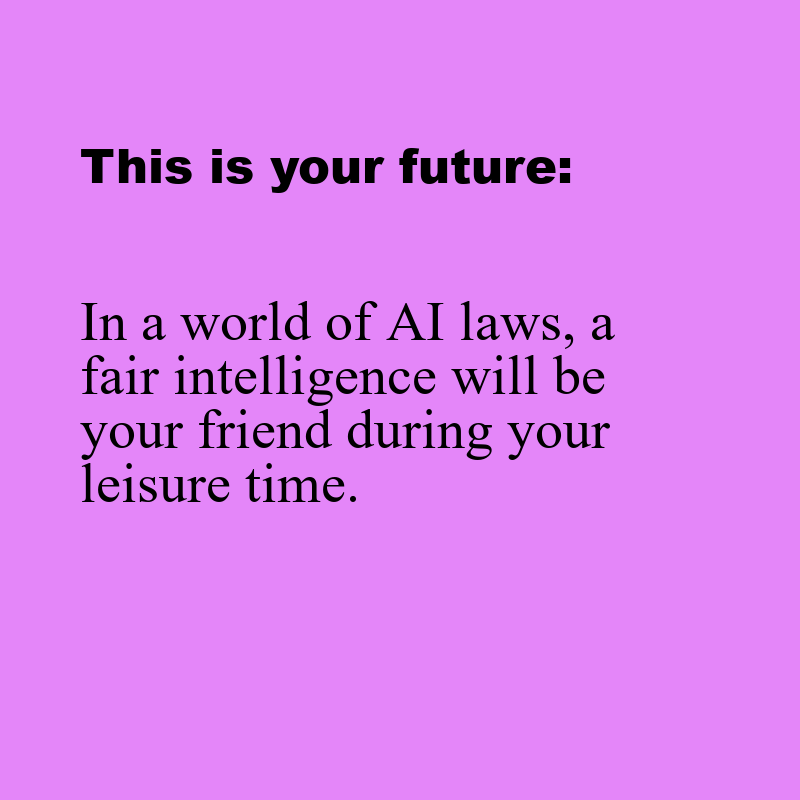 This is your future:
In a world of AI laws, a
fair intelligence will be
your friend during your
leisure time.